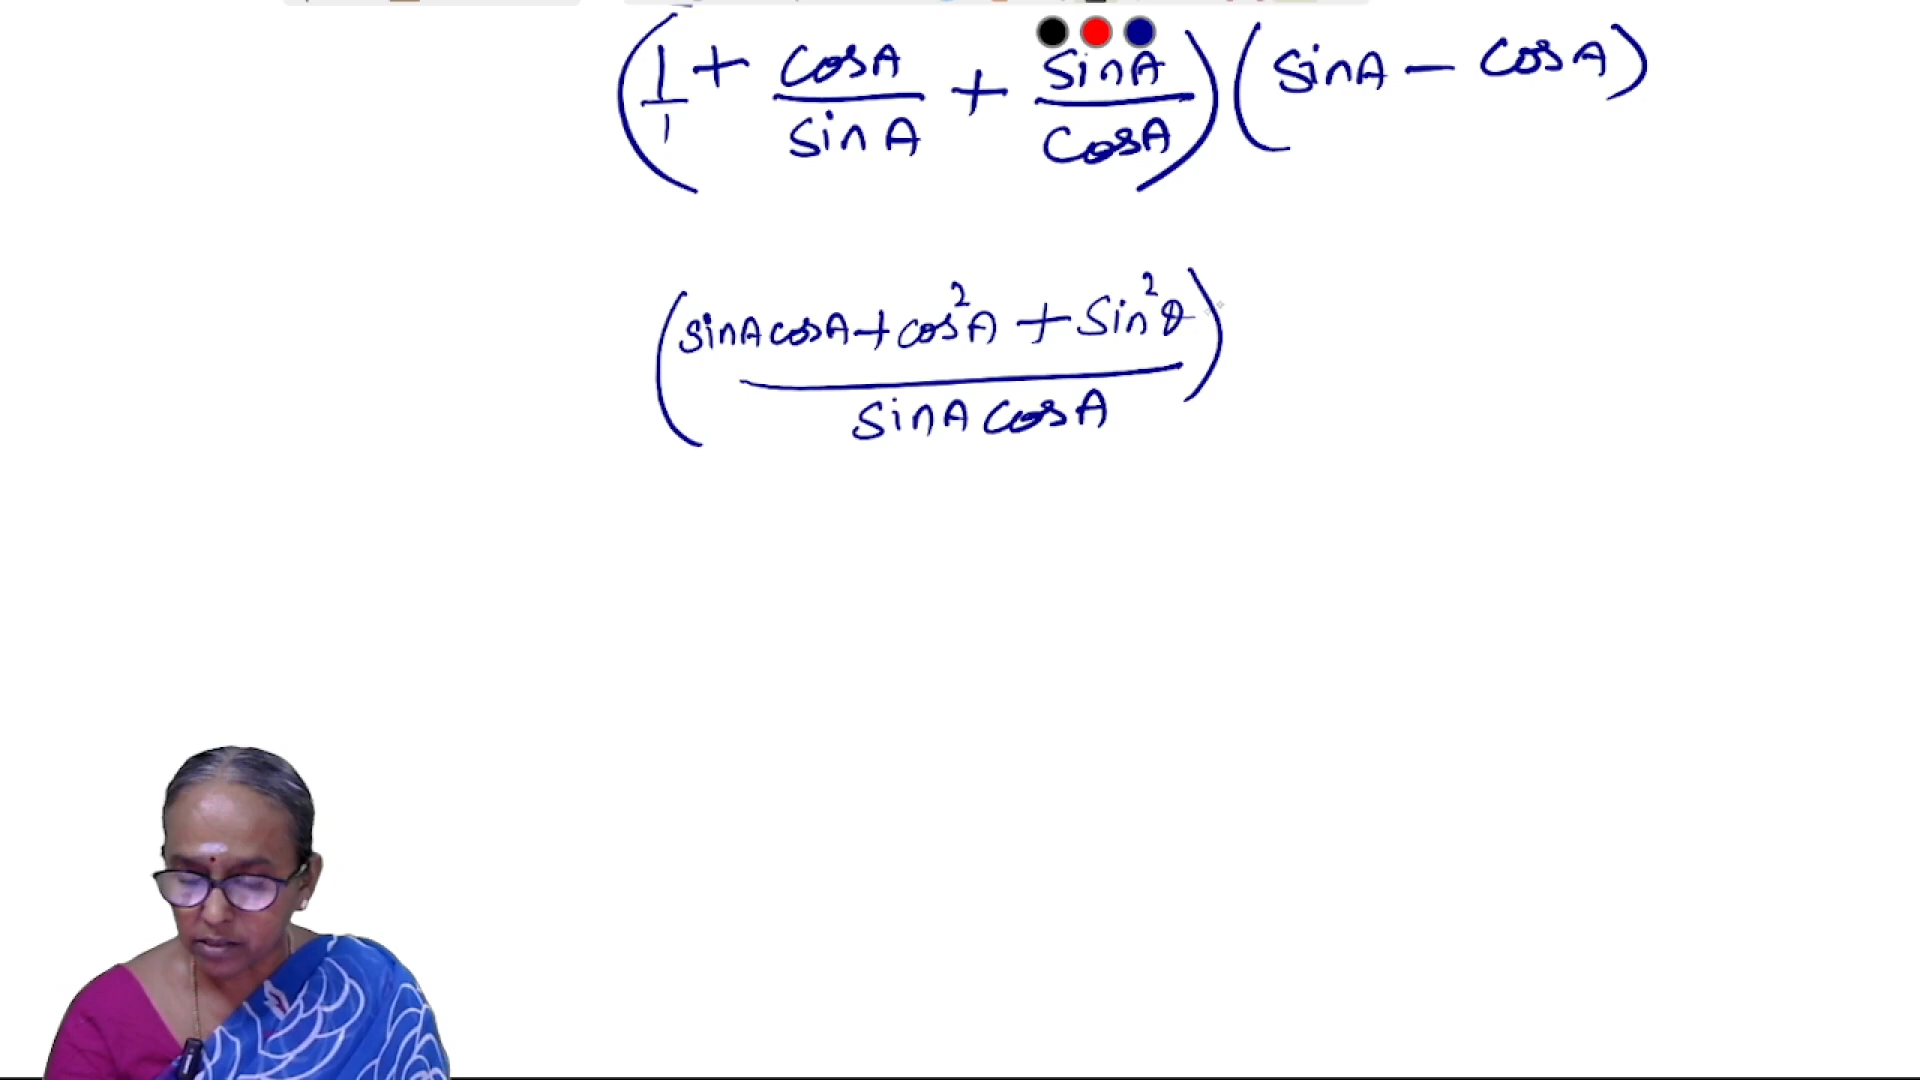 (1/1 + cosA/sinA + sinA/cosA)(sinA - cosA)
(sinA cosA + cos²A + sin²θ / sinA cosA)